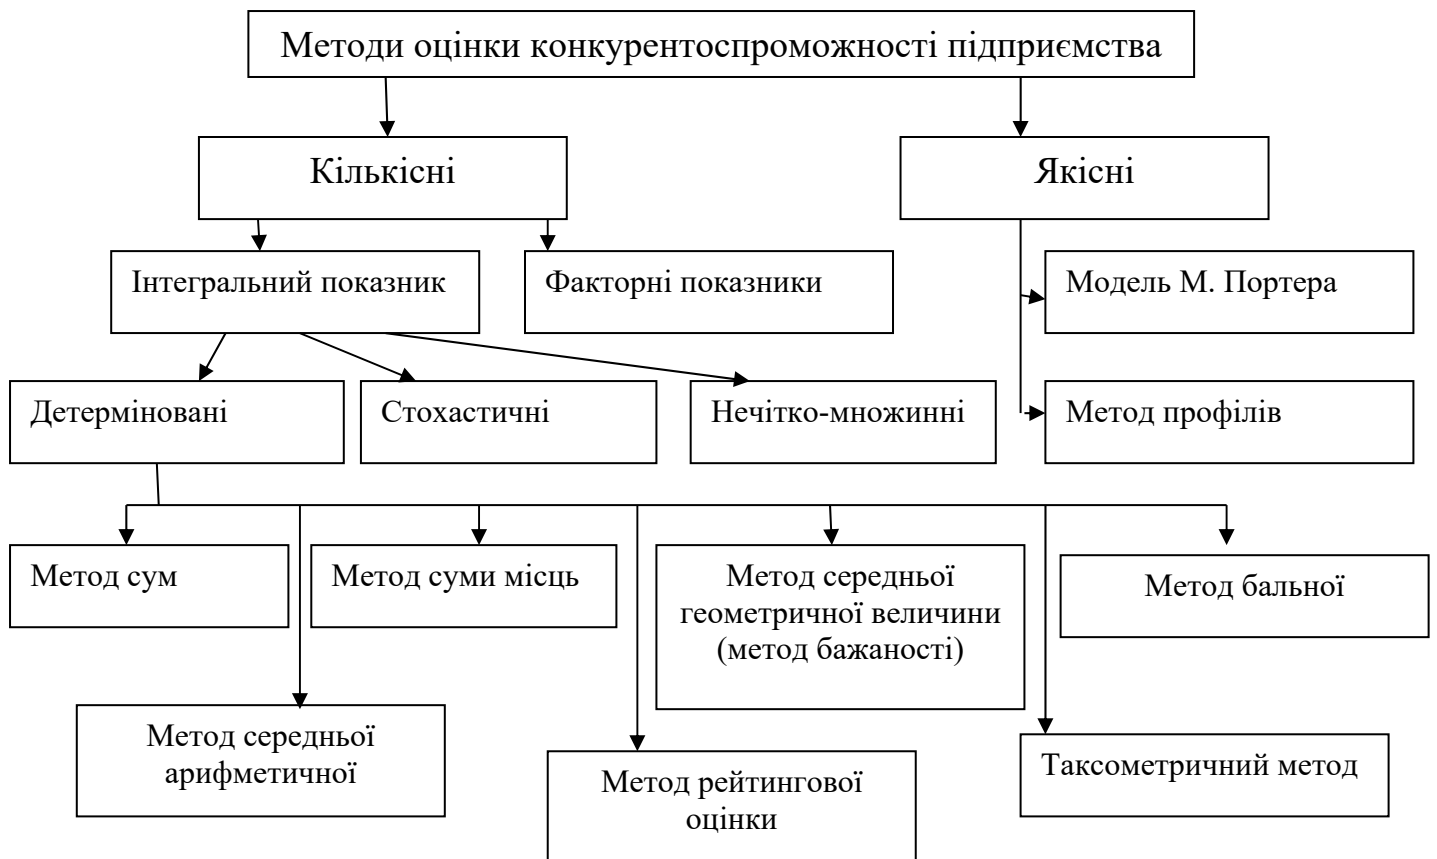 Методи оцінки конкурентоспроможності підприємства
Кількісні
Якісні
Інтегральний показник
Факторні показники
Модель М. Портера
Детерміновані
Стохастичні
Нечітко-множинні
Метод профілів
Метод сум
Метод суми місць
Метод середньої
геометричної величини
(метод бажаності)
Метод бальної
Метод середньої
арифметичної
Метод рейтингової
оцінки
Таксометричний метод